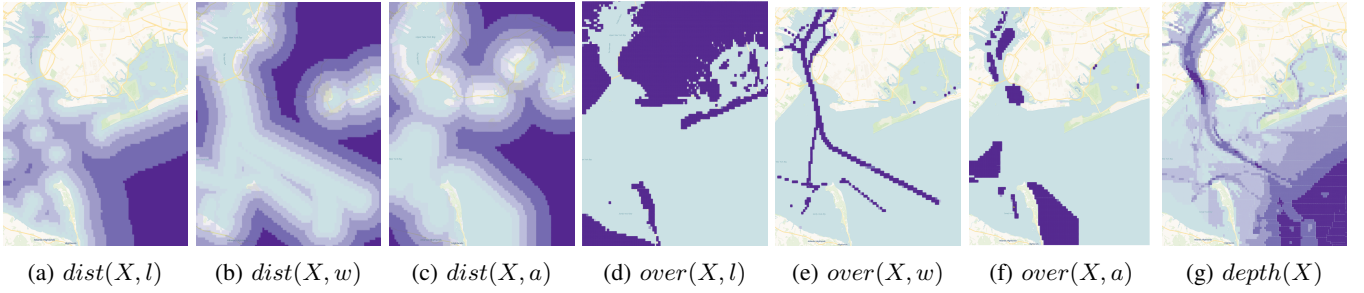 (a) dist(X, l)
(b) dist(X, w)
(c) dist(X, a)
(d) over(X, l)
(e) over(X, w)
(f) over(X, a)
(g) depth(X)